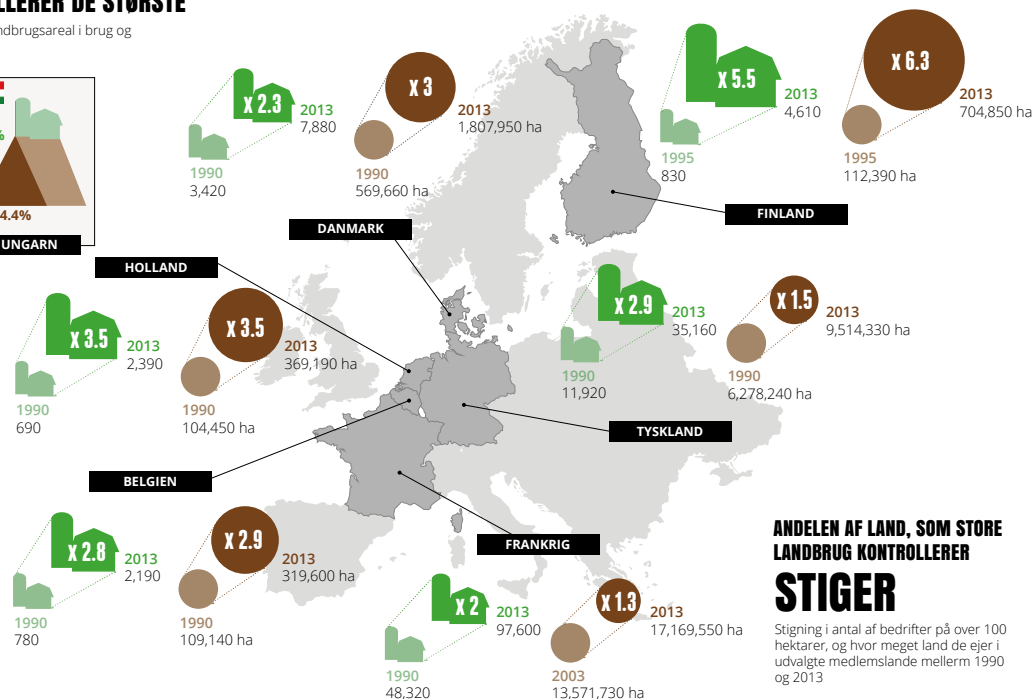 LLERER DE STØRSTE
ndbrugsareal i brug og
%
4.4%
UNGARN
x 2.3
2013
7,880
1990
3,420
x 3
2013
1,807,950 ha
1990
569,660 ha
DANMARK
x 5.5
2013
4,610
1995
830
x 6.3
2013
704,850 ha
1995
112,390 ha
FINLAND
HOLLAND
x 3.5
2013
2,390
1990
690
x 3.5
2013
369,190 ha
1990
104,450 ha
x 2.9
2013
35,160
1990
11,920
x 1.5
2013
9,514,330 ha
1990
6,278,240 ha
TYSKLAND
BELGIEN
x 2.8
2013
2,190
1990
780
x 2.9
2013
319,600 ha
1990
109,140 ha
FRANKRIG
x 2
2013
97,600
1990
48,320
x 1.3
2013
17,169,550 ha
2003
13,571,730 ha
ANDELEN AF LAND, SOM STORE
LANDBRUG KONTROLLERER
STIGER
Stigning i antal af bedrifter på over 100
hektarer, og hvor meget land de ejer i
udvalgte medlemslande mellerm 1990
og 2013